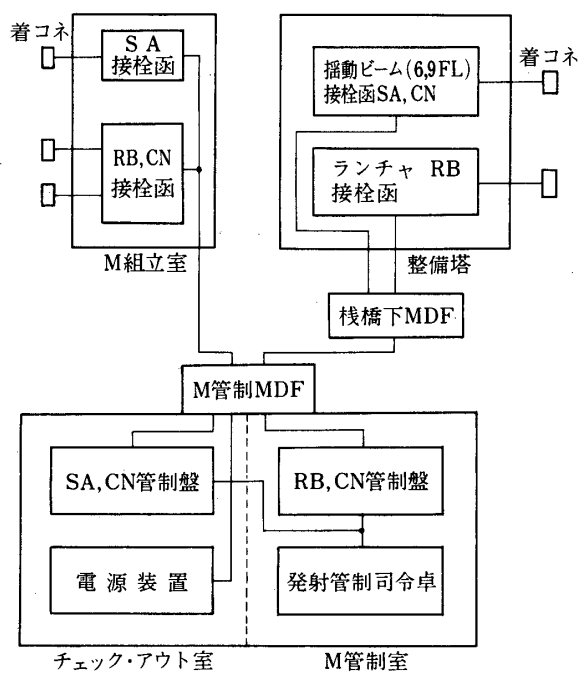 着コネ
SA
接栓函
RB,CN
接栓函
M組立室
揺動ビーム(6,9FL)
接栓函SA,CN
着コネ
ランチャ RB
接栓函
整備塔
桟橋下MDF
M管制MDF
SA,CN管制盤
RB,CN管制盤
電源装置
発射管制司令卓
チェック・アウト室
M管制室